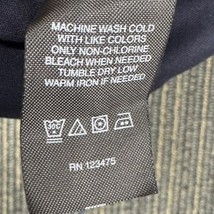 MACHINE WASH COLD
WITH LIKE COLORS
ONLY NON-CHLORINE
BLEACH WHEN NEEDED
TUMBLE DRY LOW
WARM IRON IF NEEDED
RN 123475